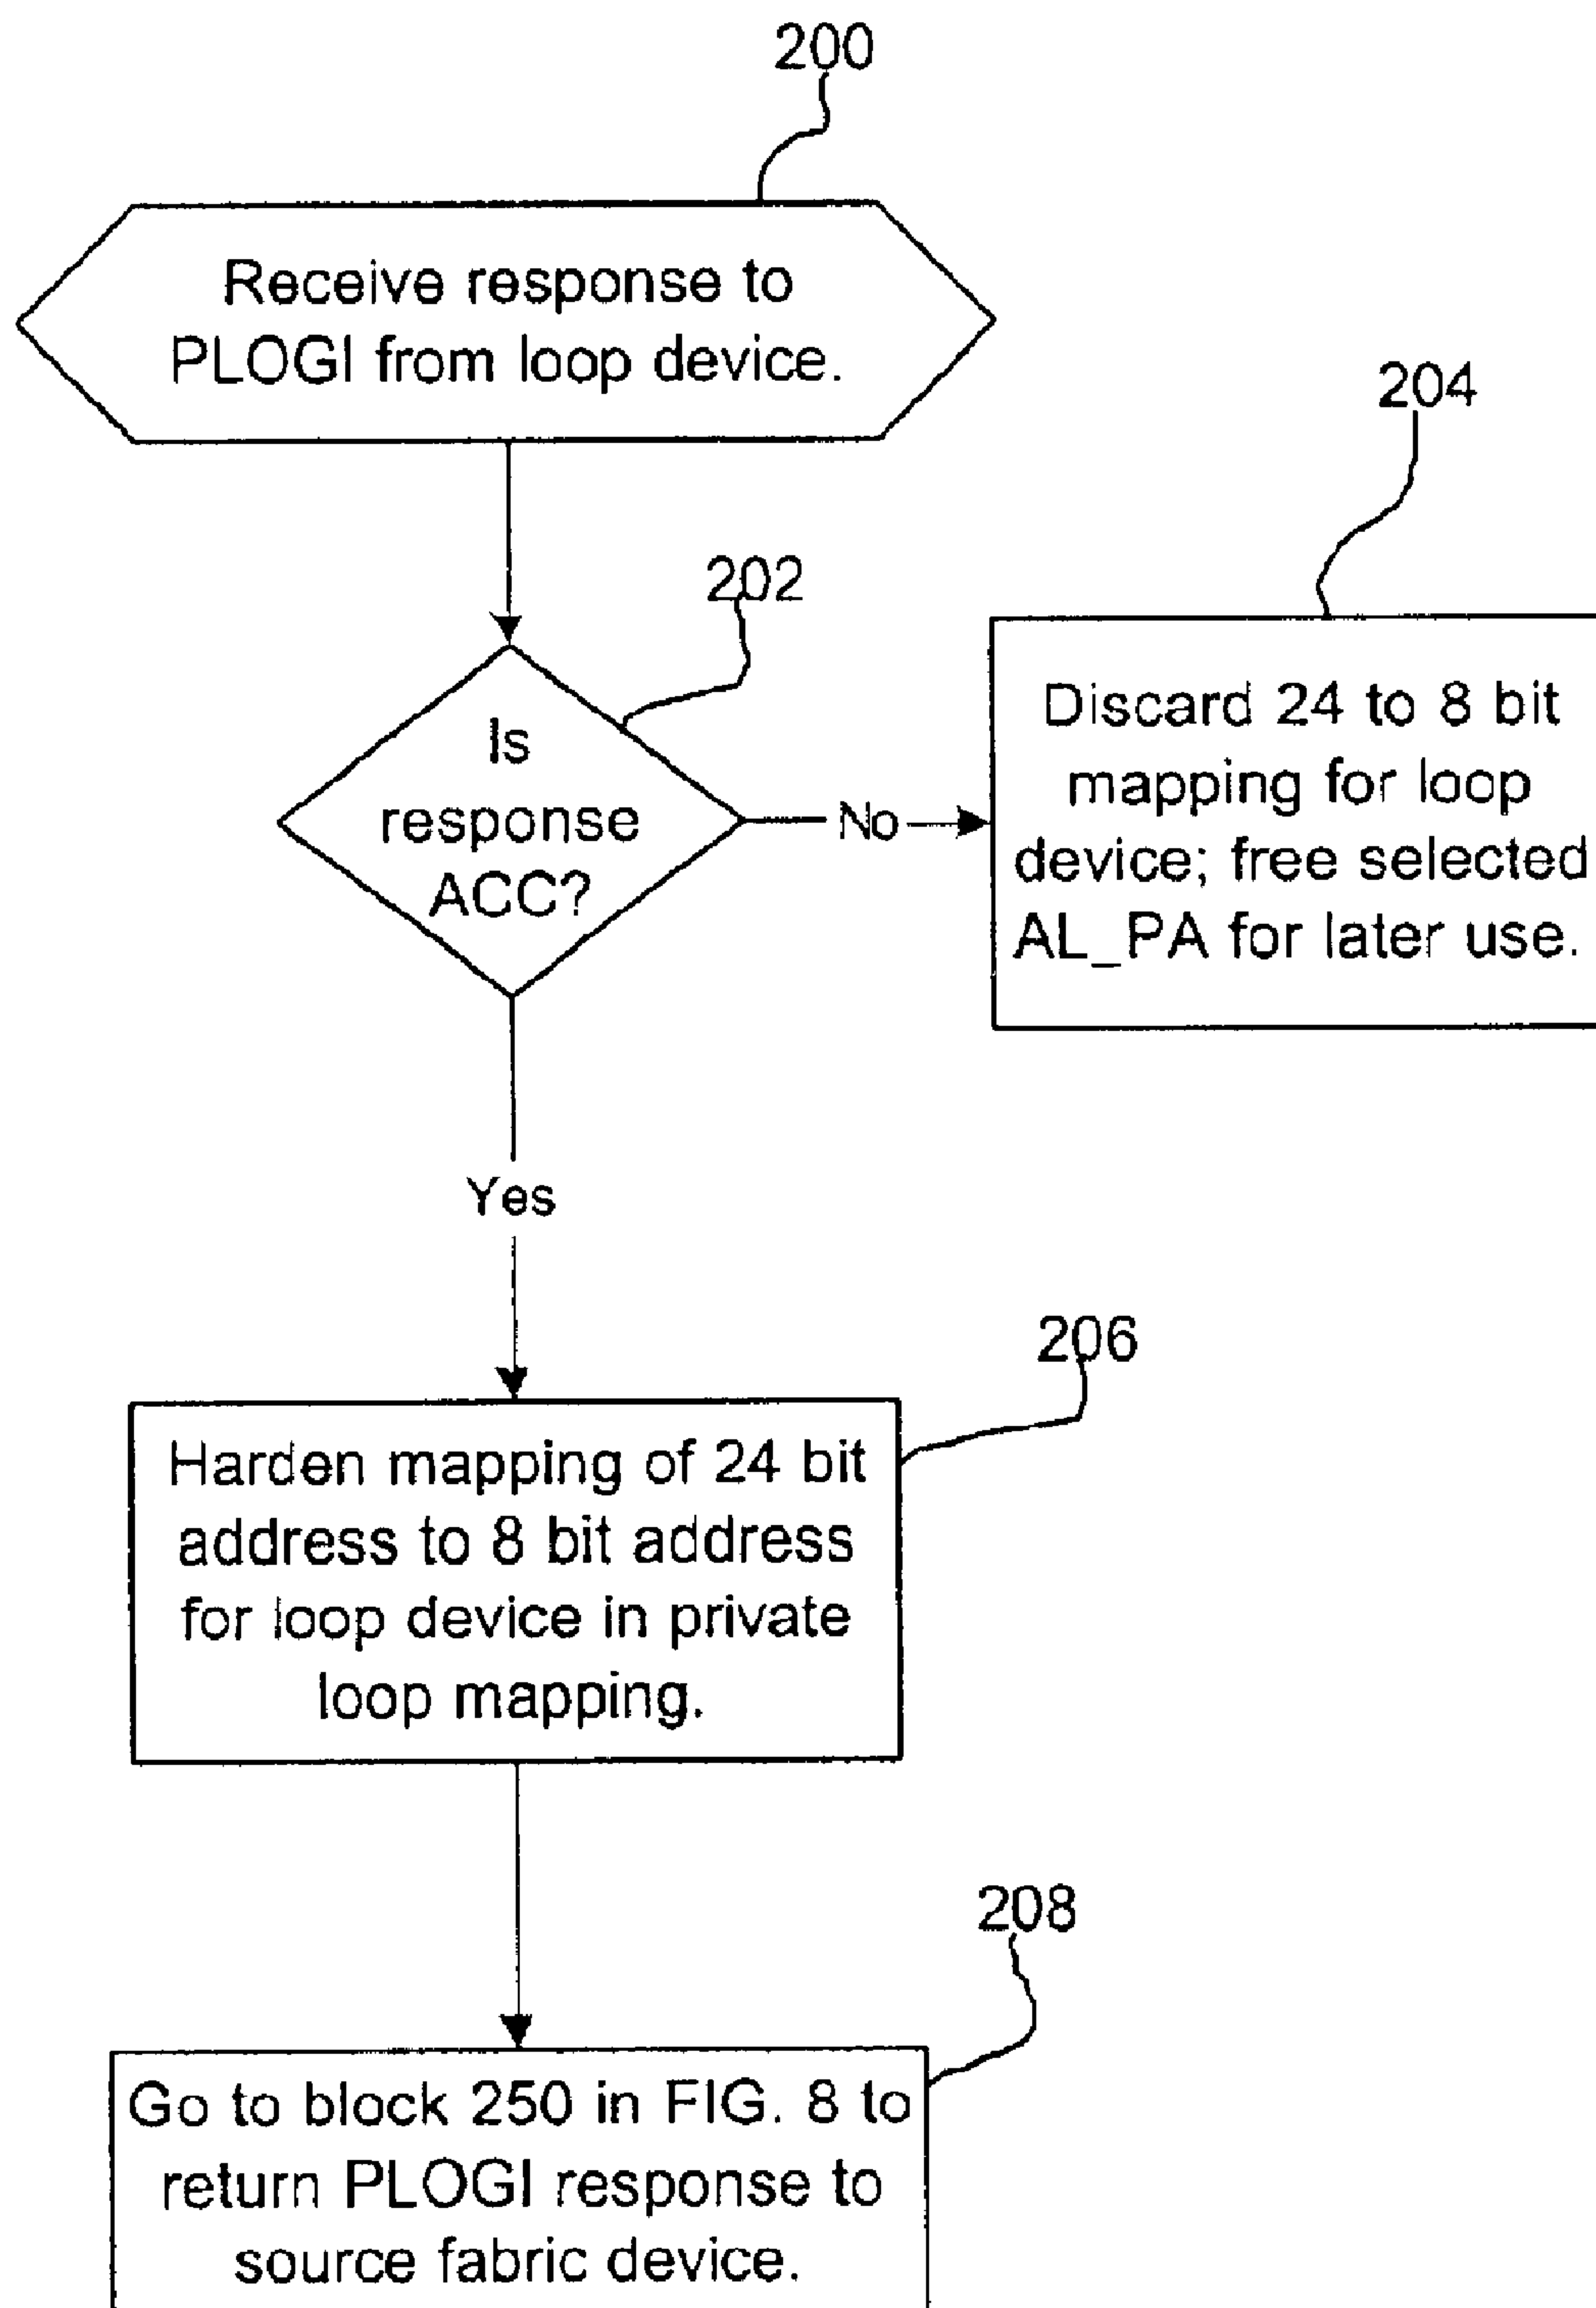 200
Receive response to
PLOGI from loop device.
204
202
Is
response
ACC?
No
Discard 24 to 8 bit
mapping for loop
device; free selected
AL_PA for later use.
Yes
206
Harden mapping of 24 bit
address to 8 bit address
for loop device in private
loop mapping.
208
Go to block 250 in FIG. 8 to
return PLOGI response to
source fabric device.